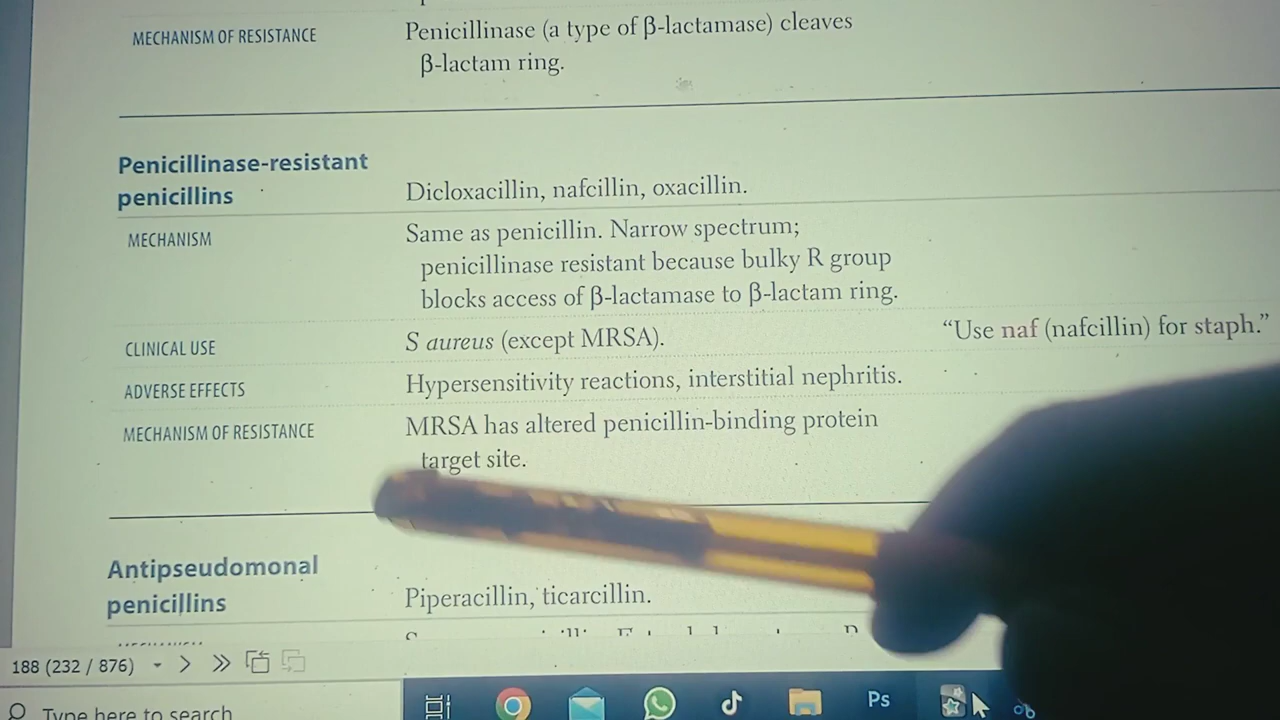 MECHANISM OF RESISTANCE
Penicillinase (a type of β-lactamase) cleaves
β-lactam ring.
Penicillinase-resistant
penicillins
Dicloxacillin, nafcillin, oxacillin.
MECHANISM
Same as penicillin. Narrow spectrum;
penicillinase resistant because bulky R group
blocks access of β-lactamase to β-lactam ring.
CLINICAL USE
S aureus (except MRSA).
“Use naf (nafcillin) for staph.”
ADVERSE EFFECTS
Hypersensitivity reactions, interstitial nephritis.
MECHANISM OF RESISTANCE
MRSA has altered penicillin-binding protein
target site.
Antipseudomonal
penicillins
Piperacillin, ticarcillin.
188 (232 / 876)
Type here to search
Ps